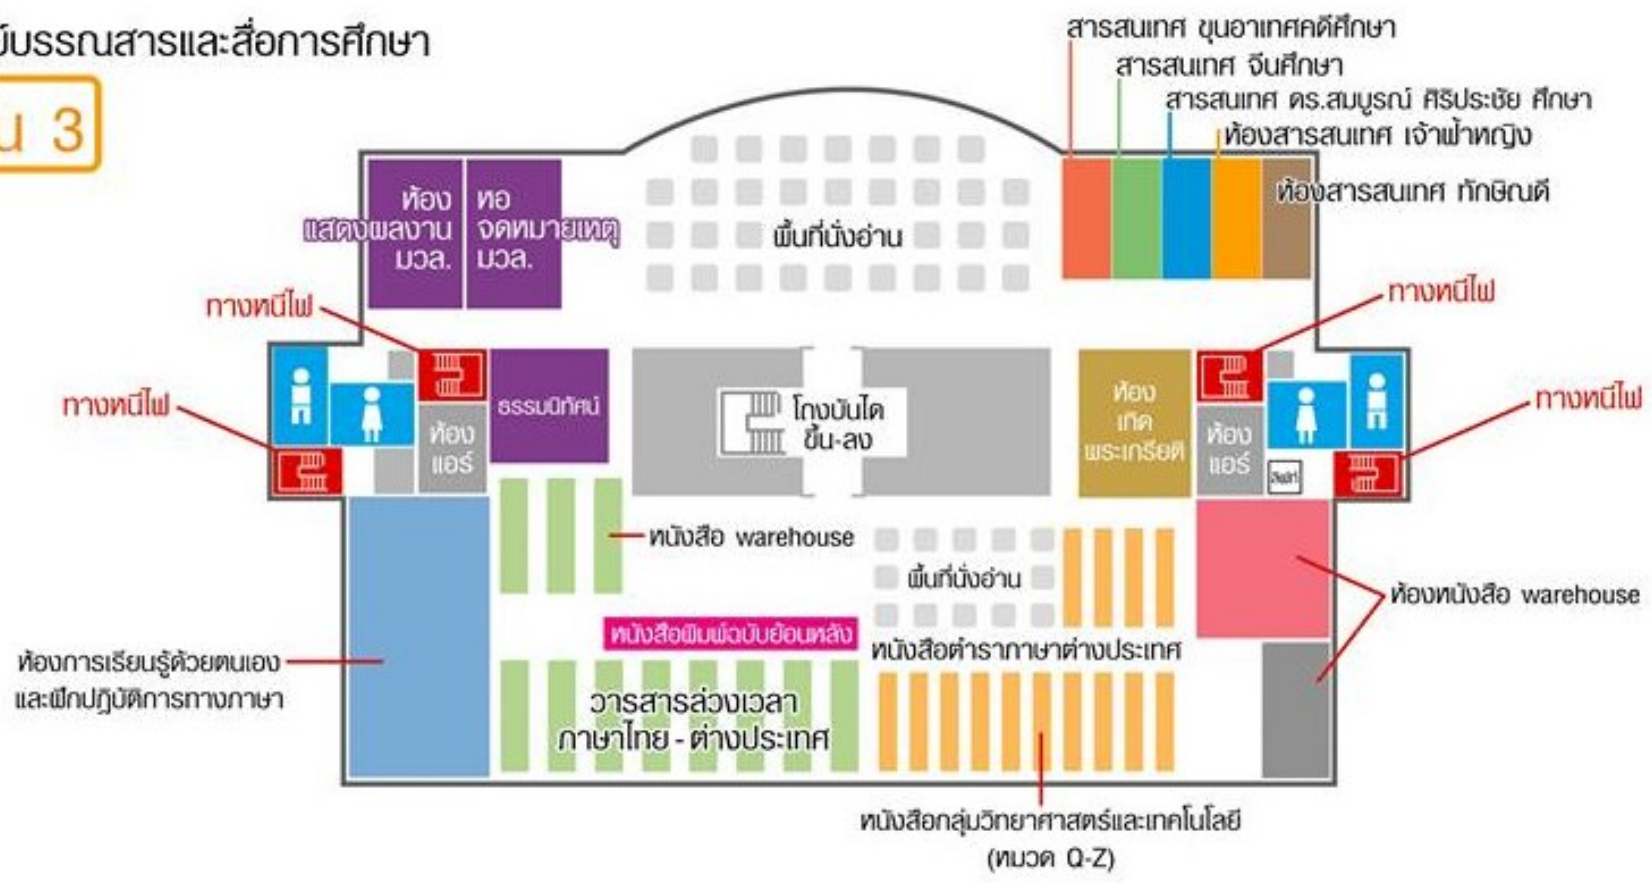 บรรณสารและสื่อการศึกษา
น 3
สารสนเทศ ขุนอาเทศคดีศึกษา
สารสนเทศ จีนศึกษา
สารสนเทศ ดร.สมบูรณ์ ศิริประชัย ศึกษา
ห้องสารสนเทศ เจ้าฟ้าหญิง
ห้องสารสนเทศ ทักษิณดี
ห้อง
แสดงผลงาน
มวล.
หอ
จดหมายเหตุ
มวล.
พื้นที่นั่งอ่าน
ทางหนีไฟ
ทางหนีไฟ
ทางหนีไฟ
ทางหนีไฟ
ห้อง
แอร์
ธรรมนิทัศน์
โถงบันได
ขึ้น-ลง
ห้อง
เทิด
พระเกรียติ
ห้อง
แอร์
ลิฟท์
หนังสือ warehouse
พื้นที่นั่งอ่าน
ห้องหนังสือ warehouse
หนังสือพิมพ์ฉบับย้อนหลัง
หนังสือตำราภาษาต่างประเทศ
ห้องการเรียนรู้ด้วยตนเอง
และฝึกปฏิบัติการทางภาษา
วารสารล่วงเวลา
ภาษาไทย - ต่างประเทศ
หนังสือกลุ่มวิทยาศาสตร์และเทคโนโลยี
(หมวด Q-Z)